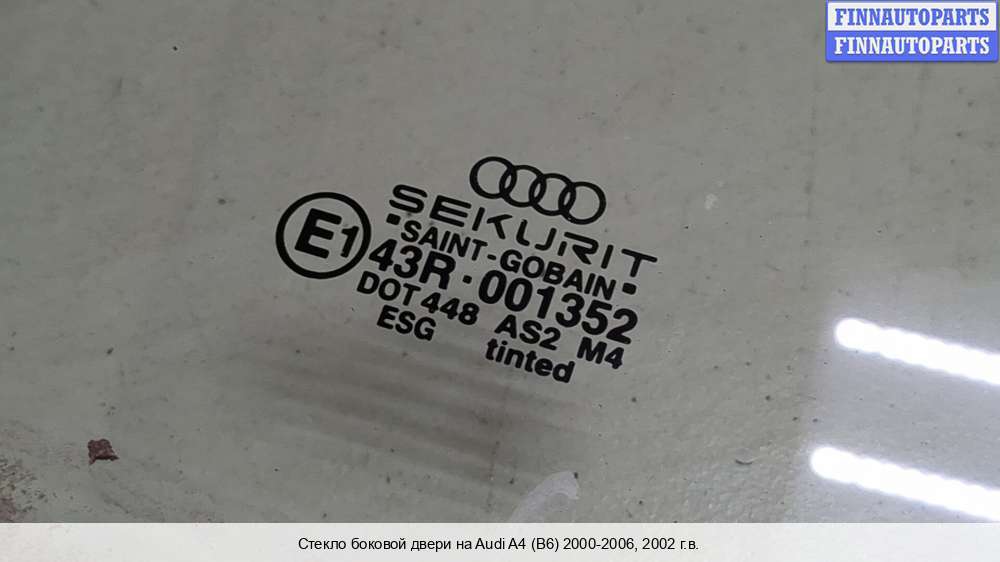 FINNAUTOPARTS
FINNAUTOPARTS
SEKURIT
SAINT-GOBAIN
E1
43R·001352
DOT 448 AS2 M4
ESG tinted
Стекло боковой двери на Audi A4 (B6) 2000-2006, 2002 г.в.